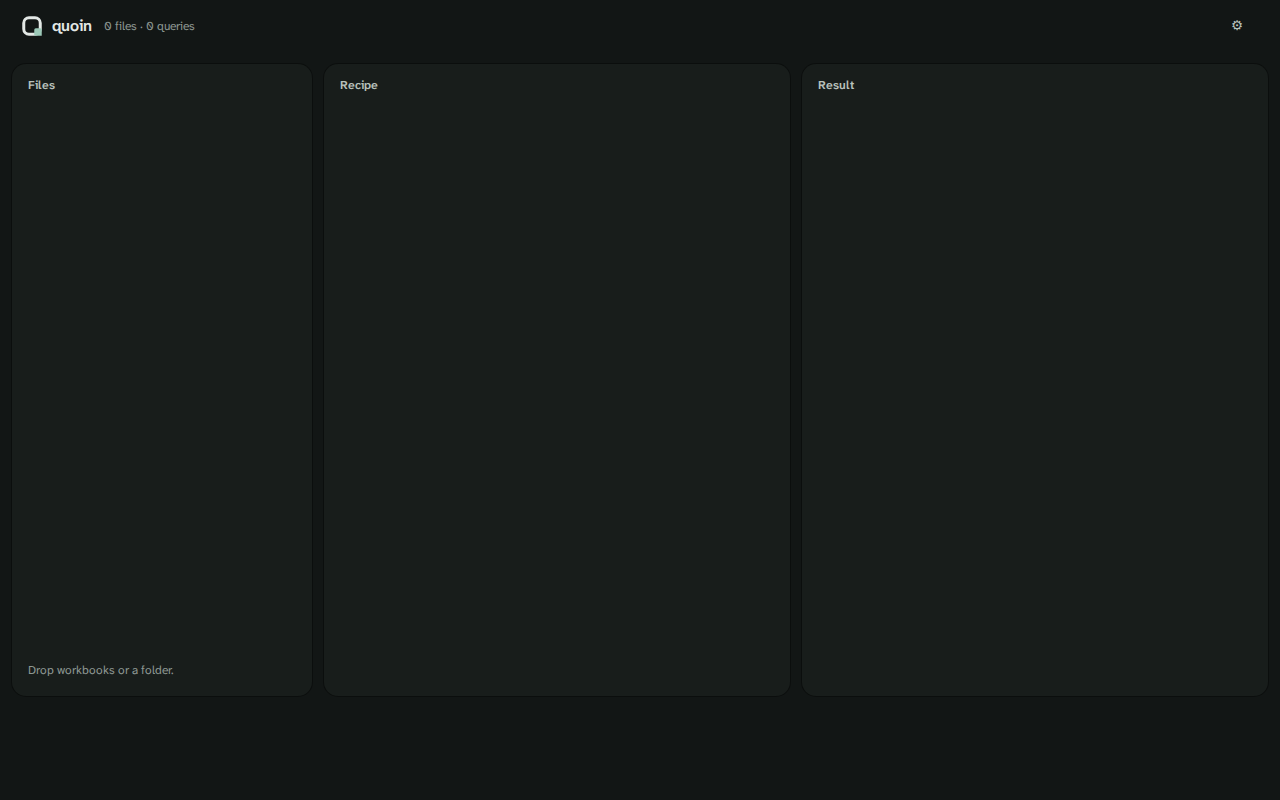 quoin 0 files · 0 queries
Files
Recipe
Result
Drop workbooks or a folder.